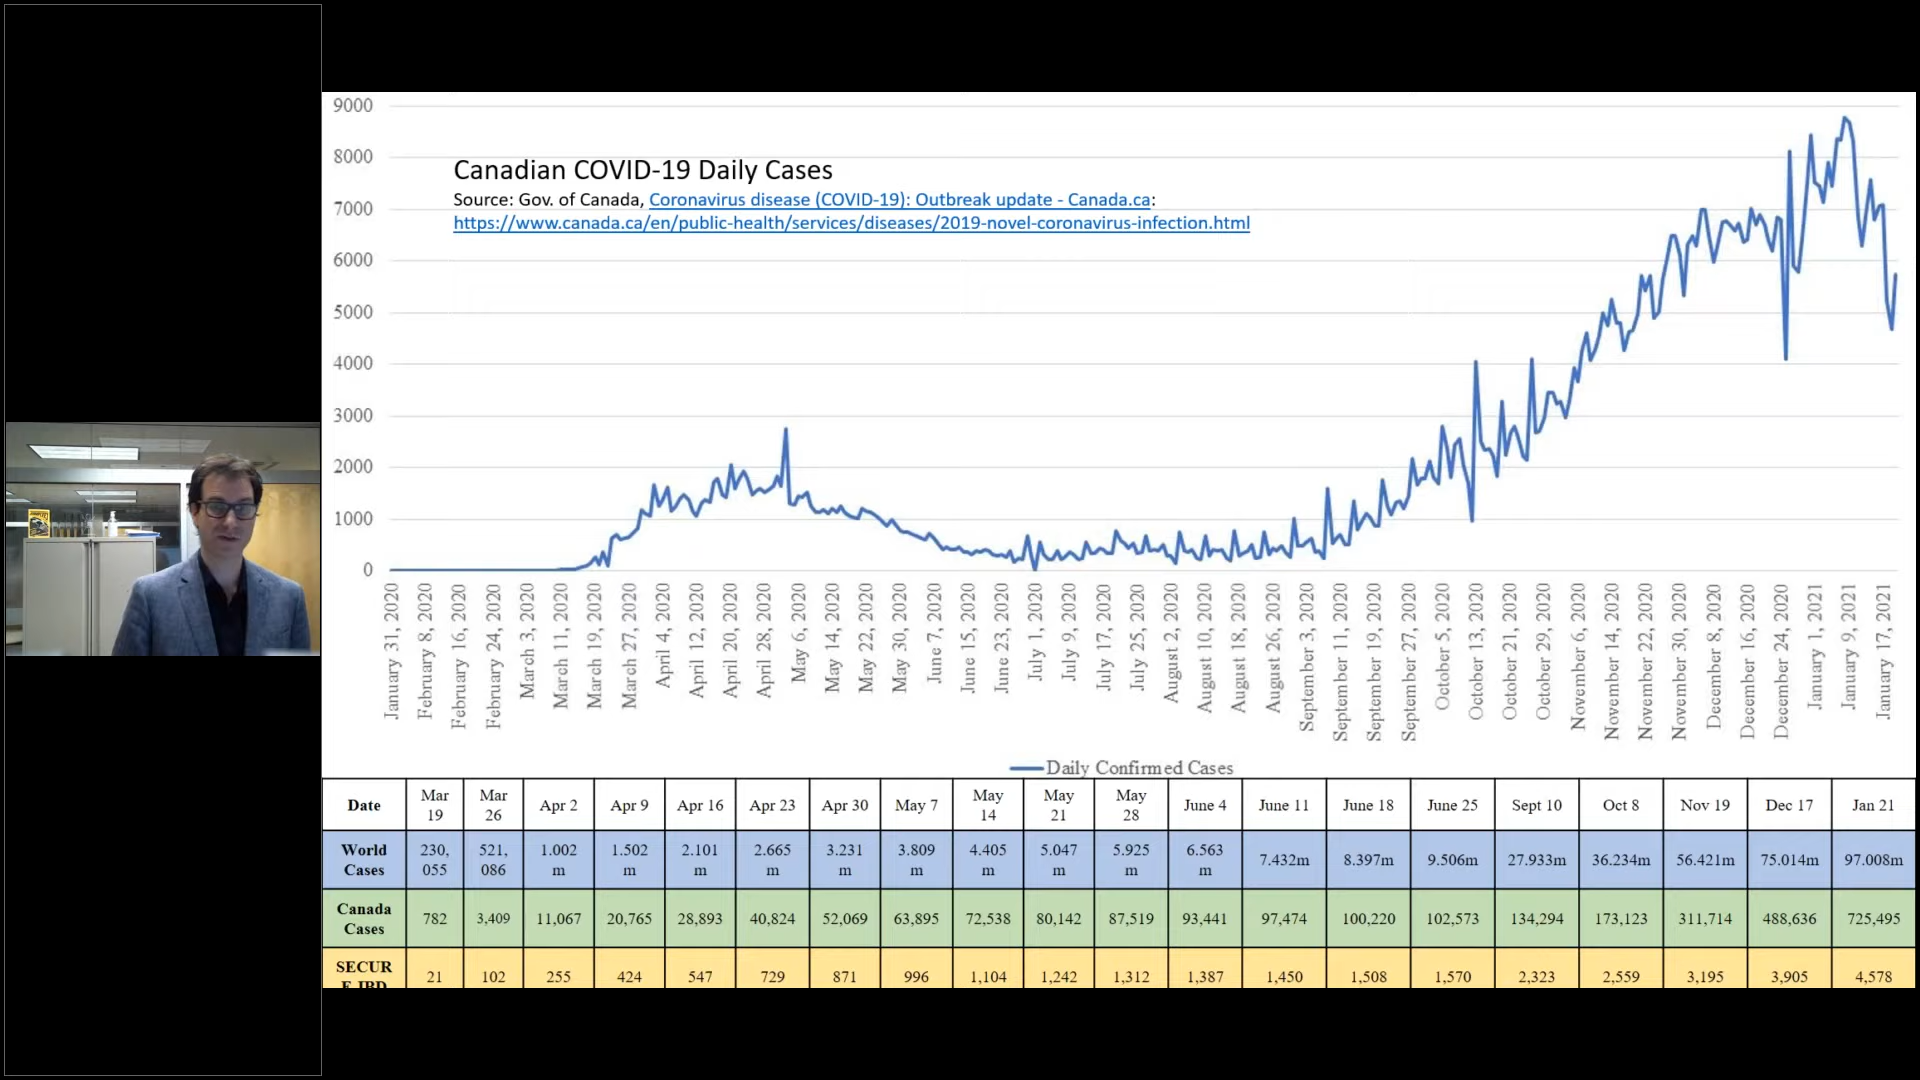 9000
8000
7000
6000
5000
4000
3000
2000
1000
0
Canadian COVID-19 Daily Cases
Source: Gov. of Canada, Coronavirus disease (COVID-19): Outbreak update - Canada.ca:
https://www.canada.ca/en/public-health/services/diseases/2019-novel-coronavirus-infection.html
January 31, 2020
February 8, 2020
February 16, 2020
February 24, 2020
March 3, 2020
March 11, 2020
March 19, 2020
March 27, 2020
April 4, 2020
April 12, 2020
April 20, 2020
April 28, 2020
May 6, 2020
May 14, 2020
May 22, 2020
May 30, 2020
June 7, 2020
June 15, 2020
June 23, 2020
July 1, 2020
July 9, 2020
July 17, 2020
July 25, 2020
August 2, 2020
August 10, 2020
August 18, 2020
August 26, 2020
September 3, 2020
September 11, 2020
September 19, 2020
September 27, 2020
October 5, 2020
October 13, 2020
October 21, 2020
October 29, 2020
November 6, 2020
November 14, 2020
November 22, 2020
November 30, 2020
December 8, 2020
December 16, 2020
December 24, 2020
January 1, 2021
January 9, 2021
January 17, 2021
Daily Confirmed Cases
Date Mar 19 Mar 26 Apr 2 Apr 9 Apr 16 Apr 23 Apr 30 May 7 May 14 May 21 May 28 June 4 June 11 June 18 June 25 Sept 10 Oct 8 Nov 19 Dec 17 Jan 21
World Cases 230,055 521,086 1.002 m 1.502 m 2.101 m 2.665 m 3.231 m 3.809 m 4.405 m 5.047 m 5.925 m 6.563 m 7.432m 8.397m 9.506m 27.933m 36.234m 56.421m 75.014m 97.008m
Canada Cases 782 3,409 11,067 20,765 28,893 40,824 52,069 63,895 72,538 80,142 87,519 93,441 97,474 100,220 102,573 134,294 173,123 311,714 488,636 725,495
SECURE-IBD 21 102 255 424 547 729 871 996 1,104 1,242 1,312 1,387 1,450 1,508 1,570 2,323 2,559 3,195 3,905 4,578